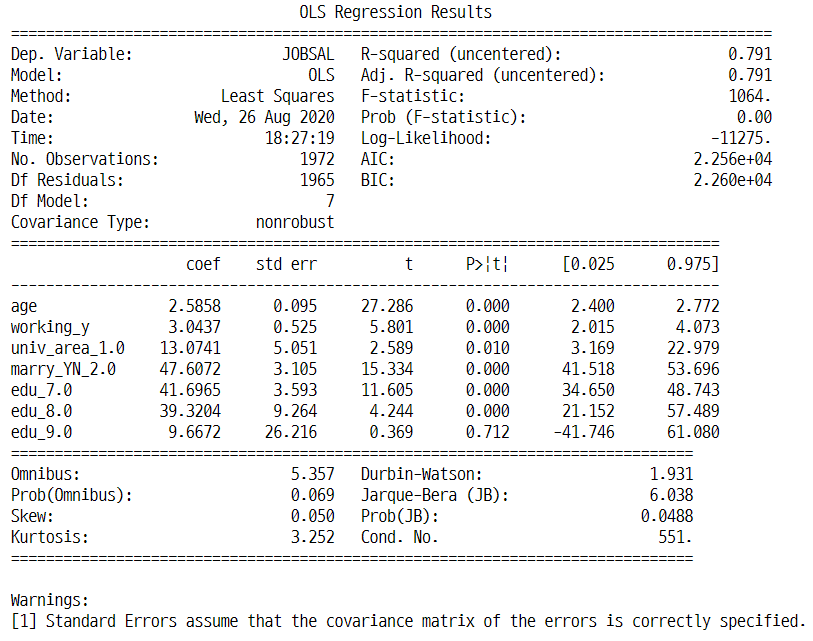 OLS Regression Results
==============================================================================
Dep. Variable: JOBSAL R-squared (uncentered): 0.791
Model: OLS Adj. R-squared (uncentered): 0.791
Method: Least Squares F-statistic: 1064.
Date: Wed, 26 Aug 2020 Prob (F-statistic): 0.00
Time: 18:27:19 Log-Likelihood: -11275.
No. Observations: 1972 AIC: 2.256e+04
Df Residuals: 1965 BIC: 2.260e+04
Df Model: 7
Covariance Type: nonrobust
==============================================================================
coef std err t P>|t| [0.025 0.975]
------------------------------------------------------------------------------
age 2.5858 0.095 27.286 0.000 2.400 2.772
working_y 3.0437 0.525 5.801 0.000 2.015 4.073
univ_area_1.0 13.0741 5.051 2.589 0.010 3.169 22.979
marry_YN_2.0 47.6072 3.105 15.334 0.000 41.518 53.696
edu_7.0 41.6965 3.593 11.605 0.000 34.650 48.743
edu_8.0 39.3204 9.264 4.244 0.000 21.152 57.489
edu_9.0 9.6672 26.216 0.369 0.712 -41.746 61.080
==============================================================================
Omnibus: 5.357 Durbin-Watson: 1.931
Prob(Omnibus): 0.069 Jarque-Bera (JB): 6.038
Skew: 0.050 Prob(JB): 0.0488
Kurtosis: 3.252 Cond. No. 551.
==============================================================================
Warnings:
[1] Standard Errors assume that the covariance matrix of the errors is correctly specified.